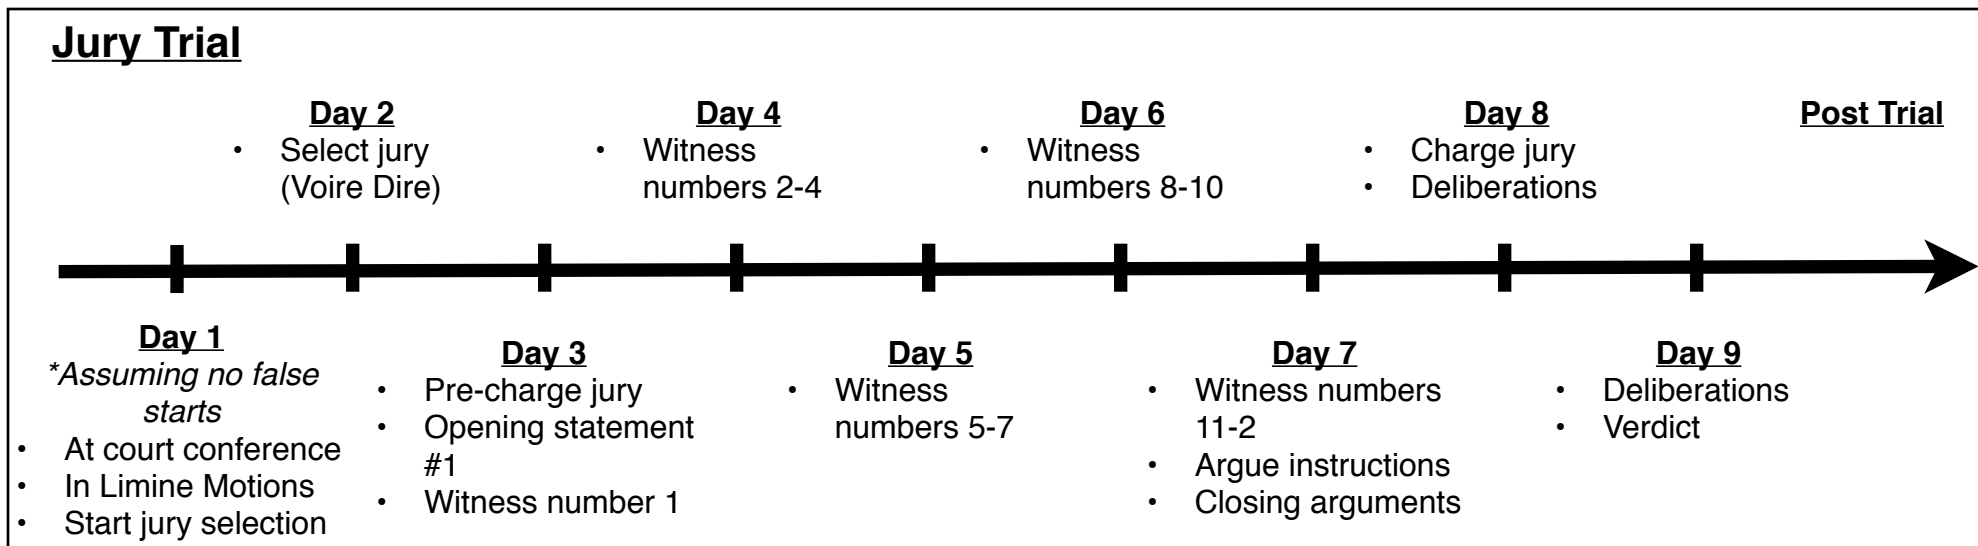 Jury Trial
Day 2
• Select jury
(Voire Dire)
Day 4
• Witness
numbers 2-4
Day 6
• Witness
numbers 8-10
Day 8
• Charge jury
• Deliberations
Post Trial
Day 1
*Assuming no false
starts
• At court conference
• In Limine Motions
• Start jury selection
Day 3
• Pre-charge jury
• Opening statement
#1
• Witness number 1
Day 5
• Witness
numbers 5-7
Day 7
• Witness numbers
11-2
• Argue instructions
• Closing arguments
Day 9
• Deliberations
• Verdict